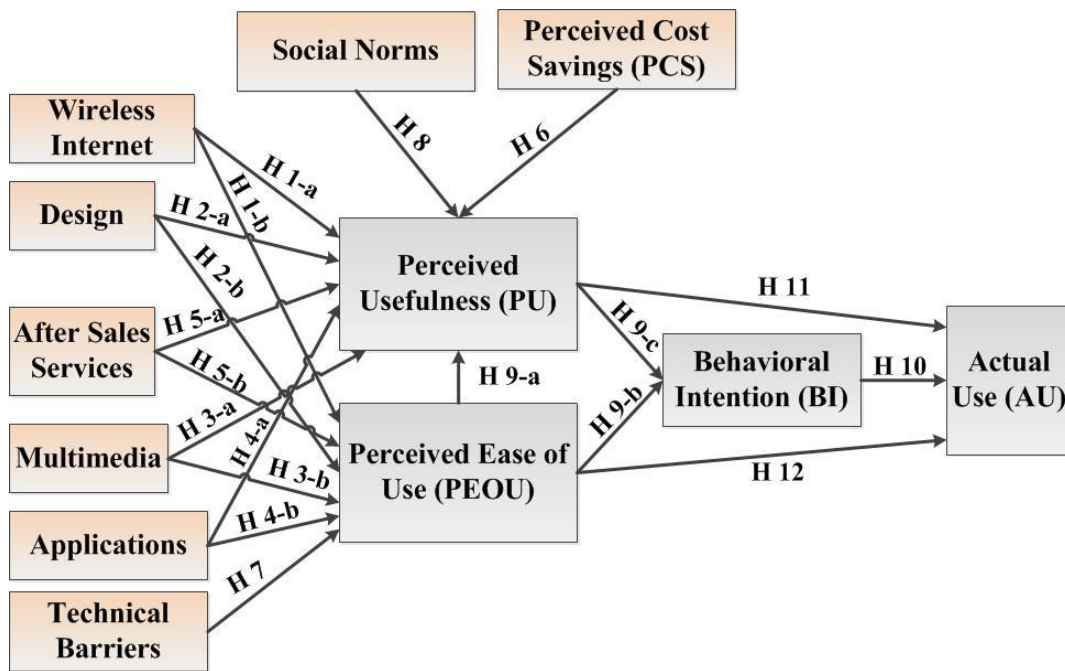 Social Norms
Perceived Cost
Savings (PCS)
Wireless
Internet
H 8
H 6
H 1-a
H 1-b
Design
H 2-a
H 2-b
Perceived
Usefulness (PU)
H 11
After Sales
Services
H 5-a
H 5-b
H 9-c
Behavioral
Intention (BI)
H 10
Actual
Use (AU)
H 9-a
H 9-b
Multimedia
H 3-a
H 4-a
H 3-b
Perceived Ease of
Use (PEOU)
H 12
Applications
H 4-b
H 7
Technical
Barriers